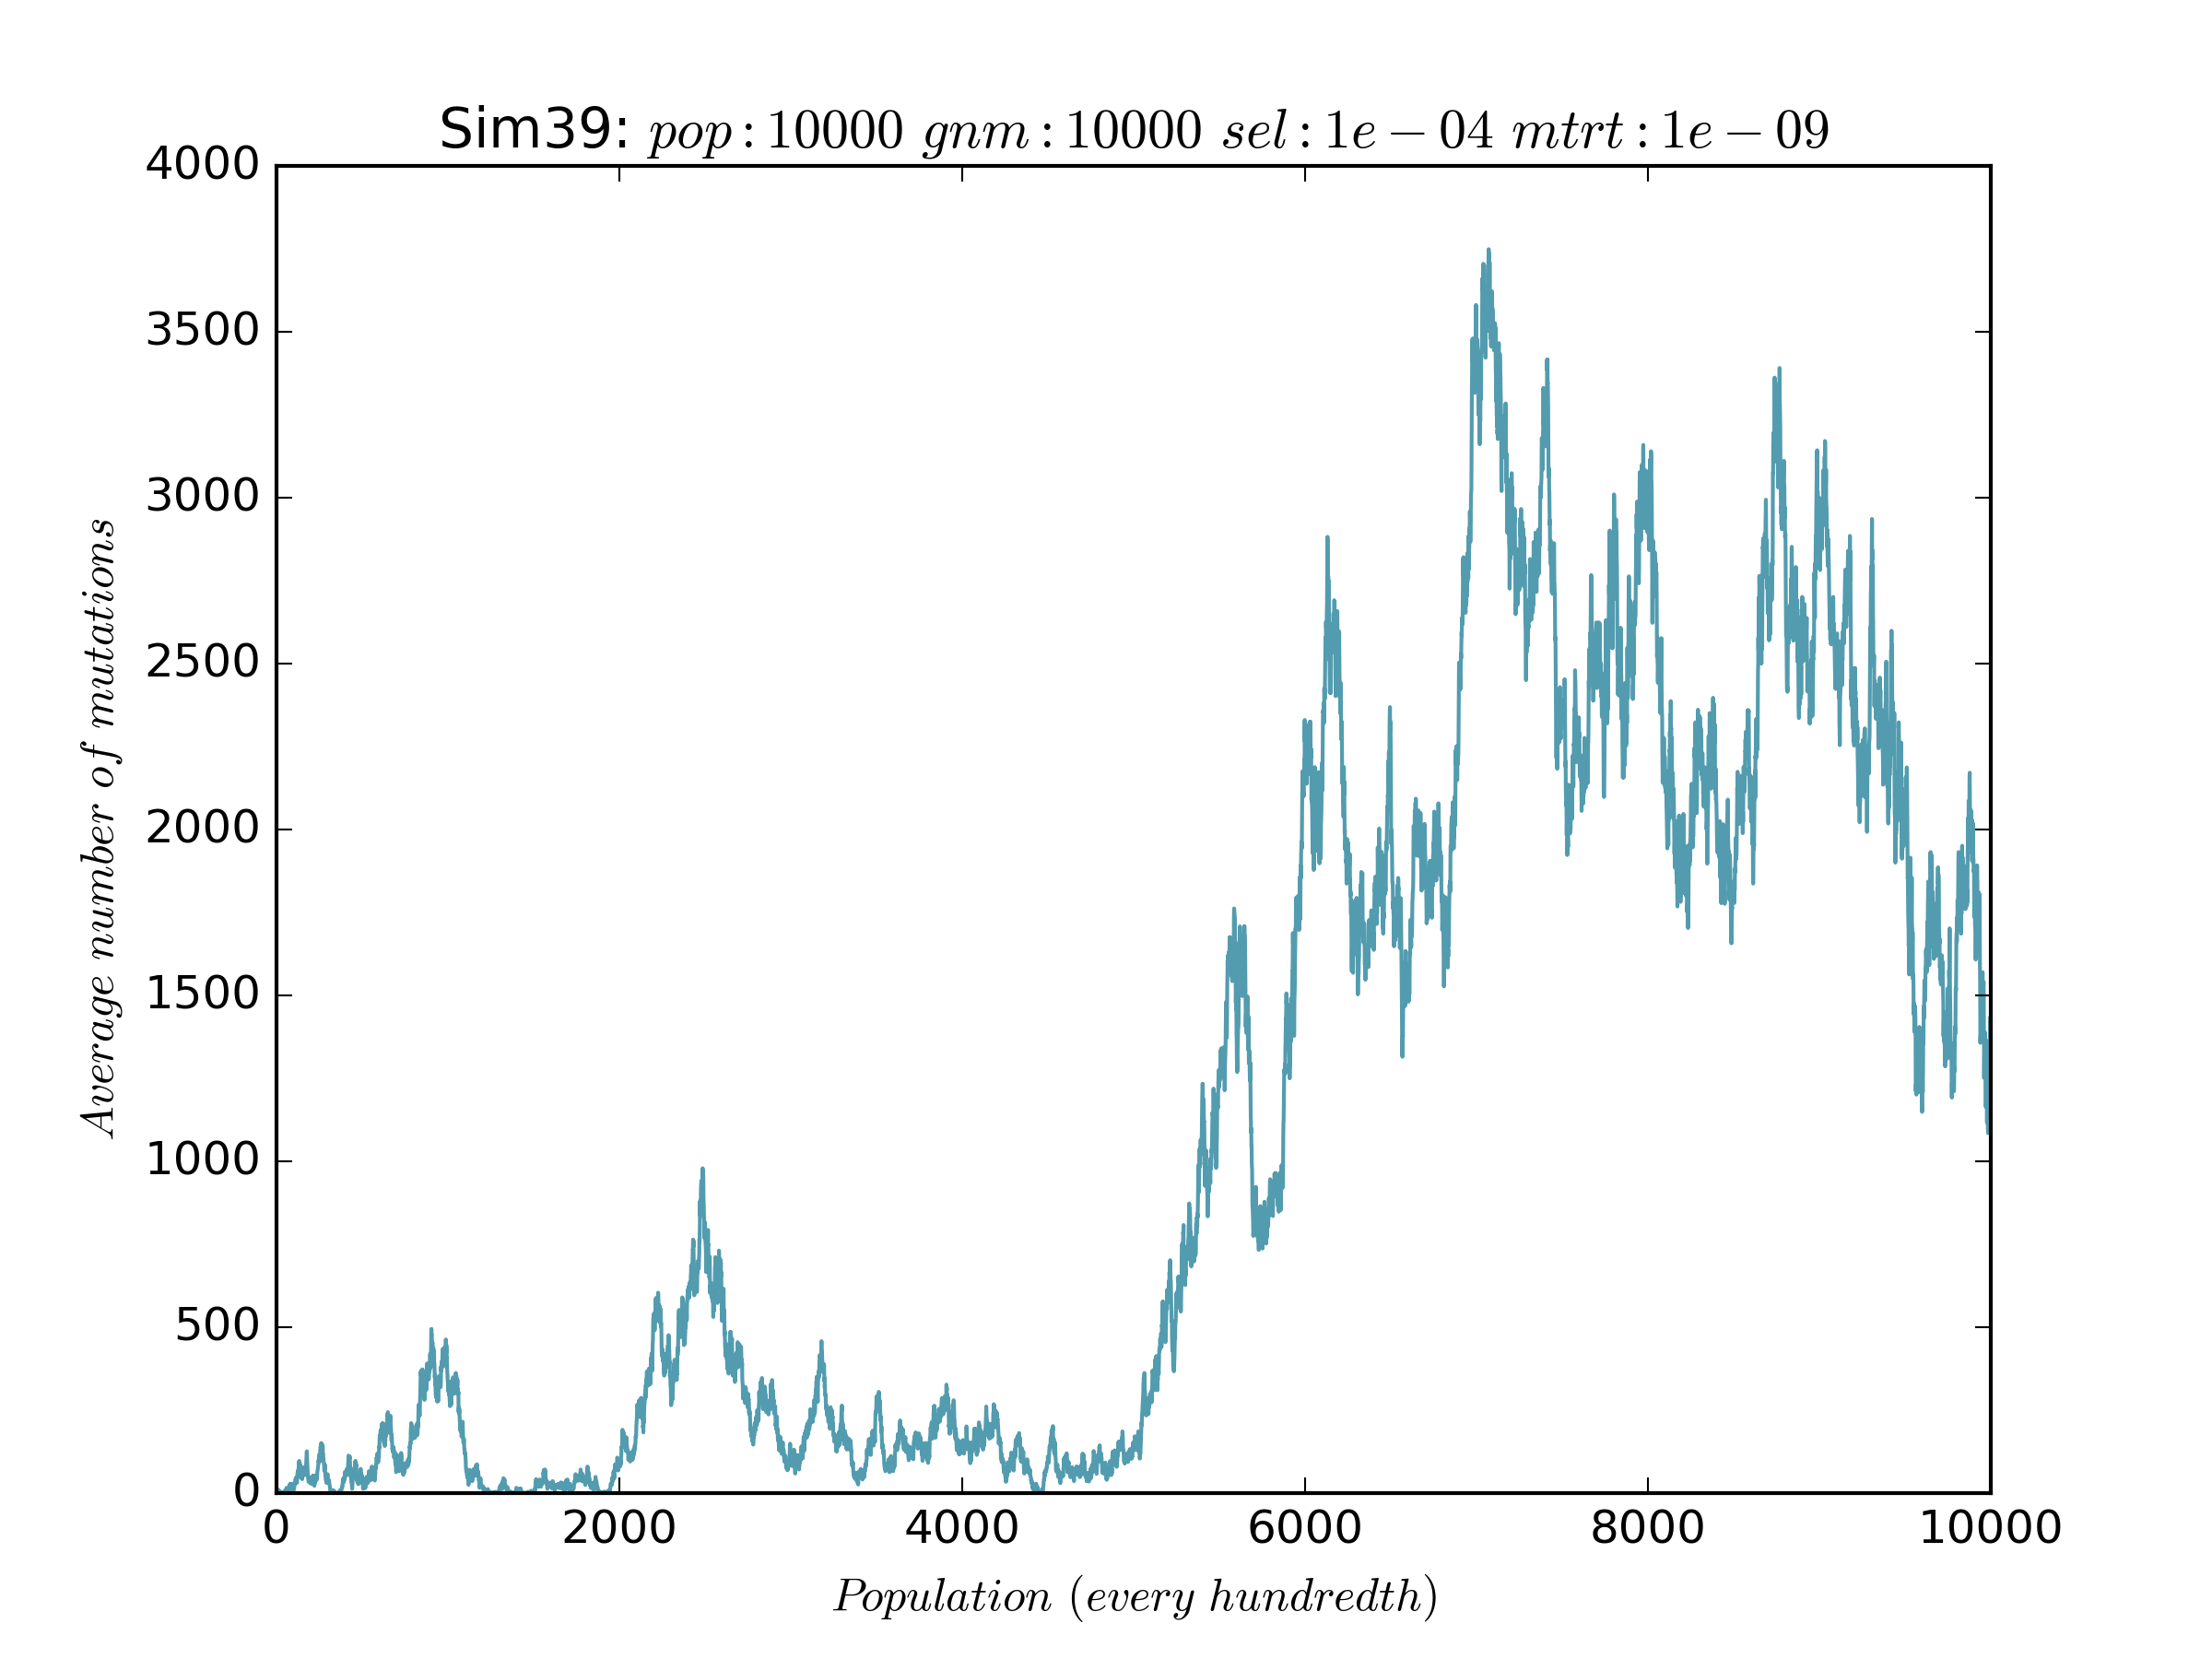 Sim39: pop : 10000 gnm : 10000 sel : 1e − 04 mtrt : 1e − 09
4000
3500
3000
2500
2000
1500
1000
500
0
Average number of mutations
0 2000 4000 6000 8000 10000
Population (every hundredth)